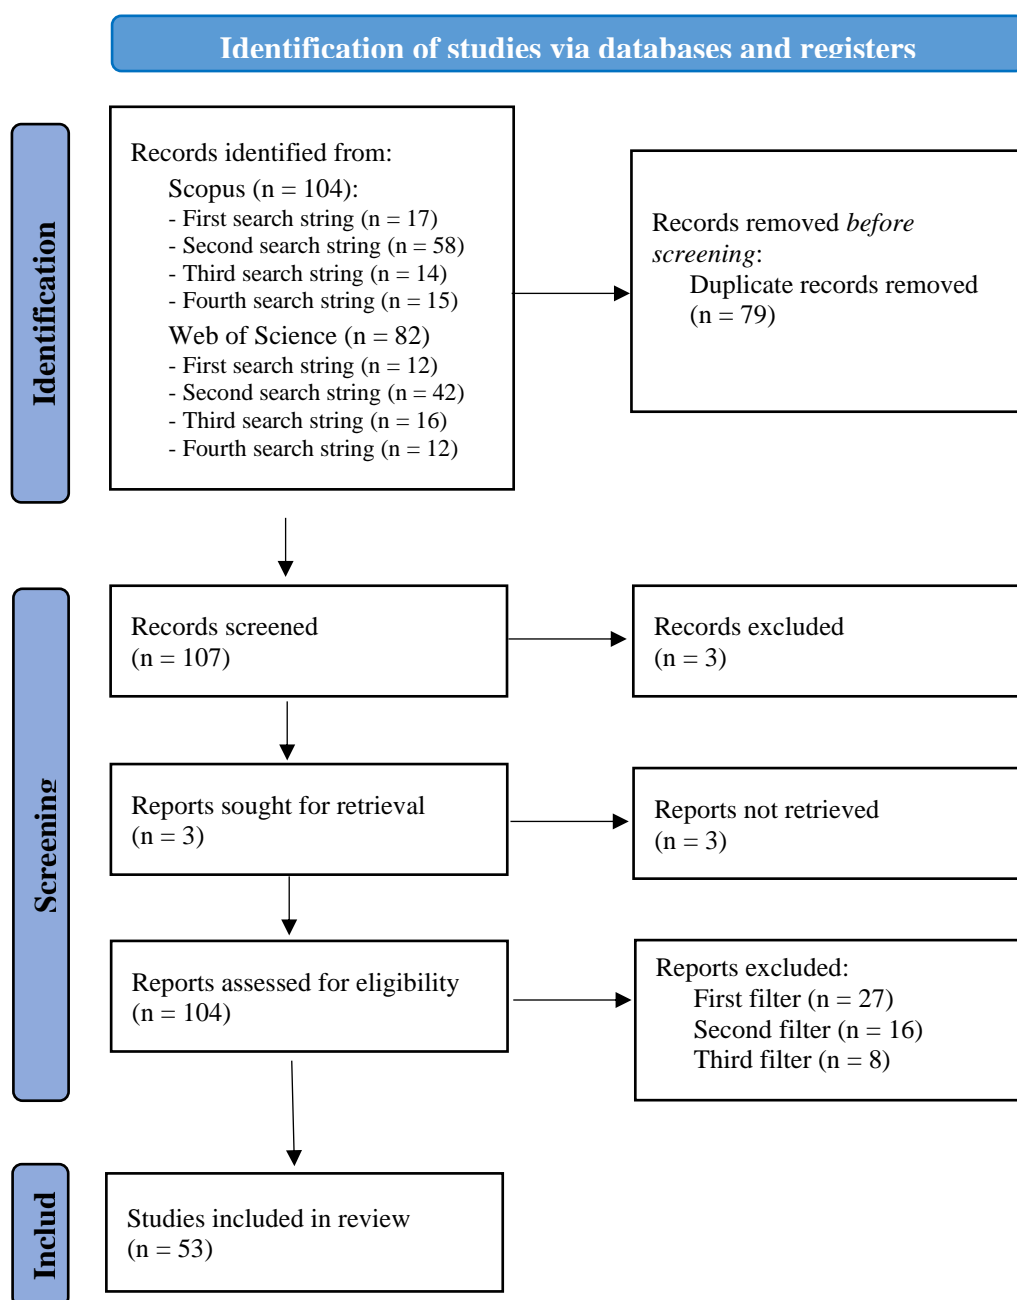 Identification of studies via databases and registers
Identification
Records identified from:
Scopus (n = 104):
- First search string (n = 17)
- Second search string (n = 58)
- Third search string (n = 14)
- Fourth search string (n = 15)
Web of Science (n = 82)
- First search string (n = 12)
- Second search string (n = 42)
- Third search string (n = 16)
- Fourth search string (n = 12)
Records removed before
screening:
Duplicate records removed
(n = 79)
Screening
Records screened
(n = 107)
Records excluded
(n = 3)
Reports sought for retrieval
(n = 3)
Reports not retrieved
(n = 3)
Reports assessed for eligibility
(n = 104)
Reports excluded:
First filter (n = 27)
Second filter (n = 16)
Third filter (n = 8)
Includ
Studies included in review
(n = 53)